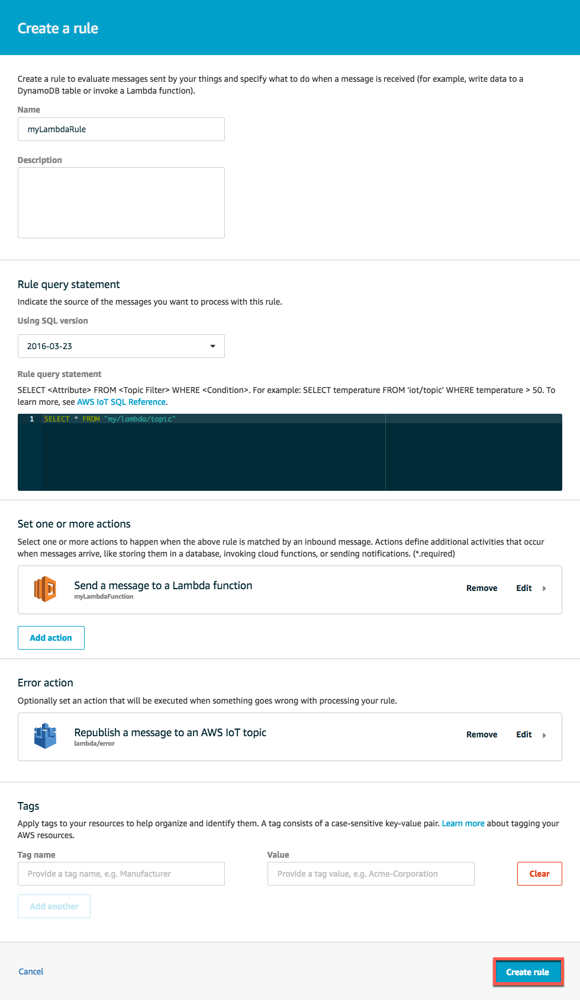 Create a rule
Create a rule to evaluate messages sent by your things and specify what to do when a message is received (for example, write data to a
DynamoDB table or invoke a Lambda function).
Name
myLambdaRule
Description
Rule query statement
Indicate the source of the messages you want to process with this rule.
Using SQL version
2016-03-23
Rule query statement
SELECT <Attribute> FROM <Topic Filter> WHERE <Condition>. For example: SELECT temperature FROM 'iot/topic' WHERE temperature > 50. To
learn more, see AWS IoT SQL Reference.
1 SELECT * FROM "my/lambda/topic"
Set one or more actions
Select one or more actions to happen when the above rule is matched by an inbound message. Actions define additional activities that occur
when messages arrive, like storing them in a database, invoking cloud functions, or sending notifications. (*.required)
Send a message to a Lambda function
myLambdaFunction
Remove Edit
Add action
Error action
Optionally set an action that will be executed when something goes wrong with processing your rule.
Republish a message to an AWS IoT topic
lambda/error
Remove Edit
Tags
Apply tags to your resources to help organize and identify them. A tag consists of a case-sensitive key-value pair. Learn more about tagging your
AWS resources.
Tag name Value
Provide a tag name, e.g. Manufacturer Provide a tag value, e.g. Acme-Corporation Clear
Add another
Cancel Create rule